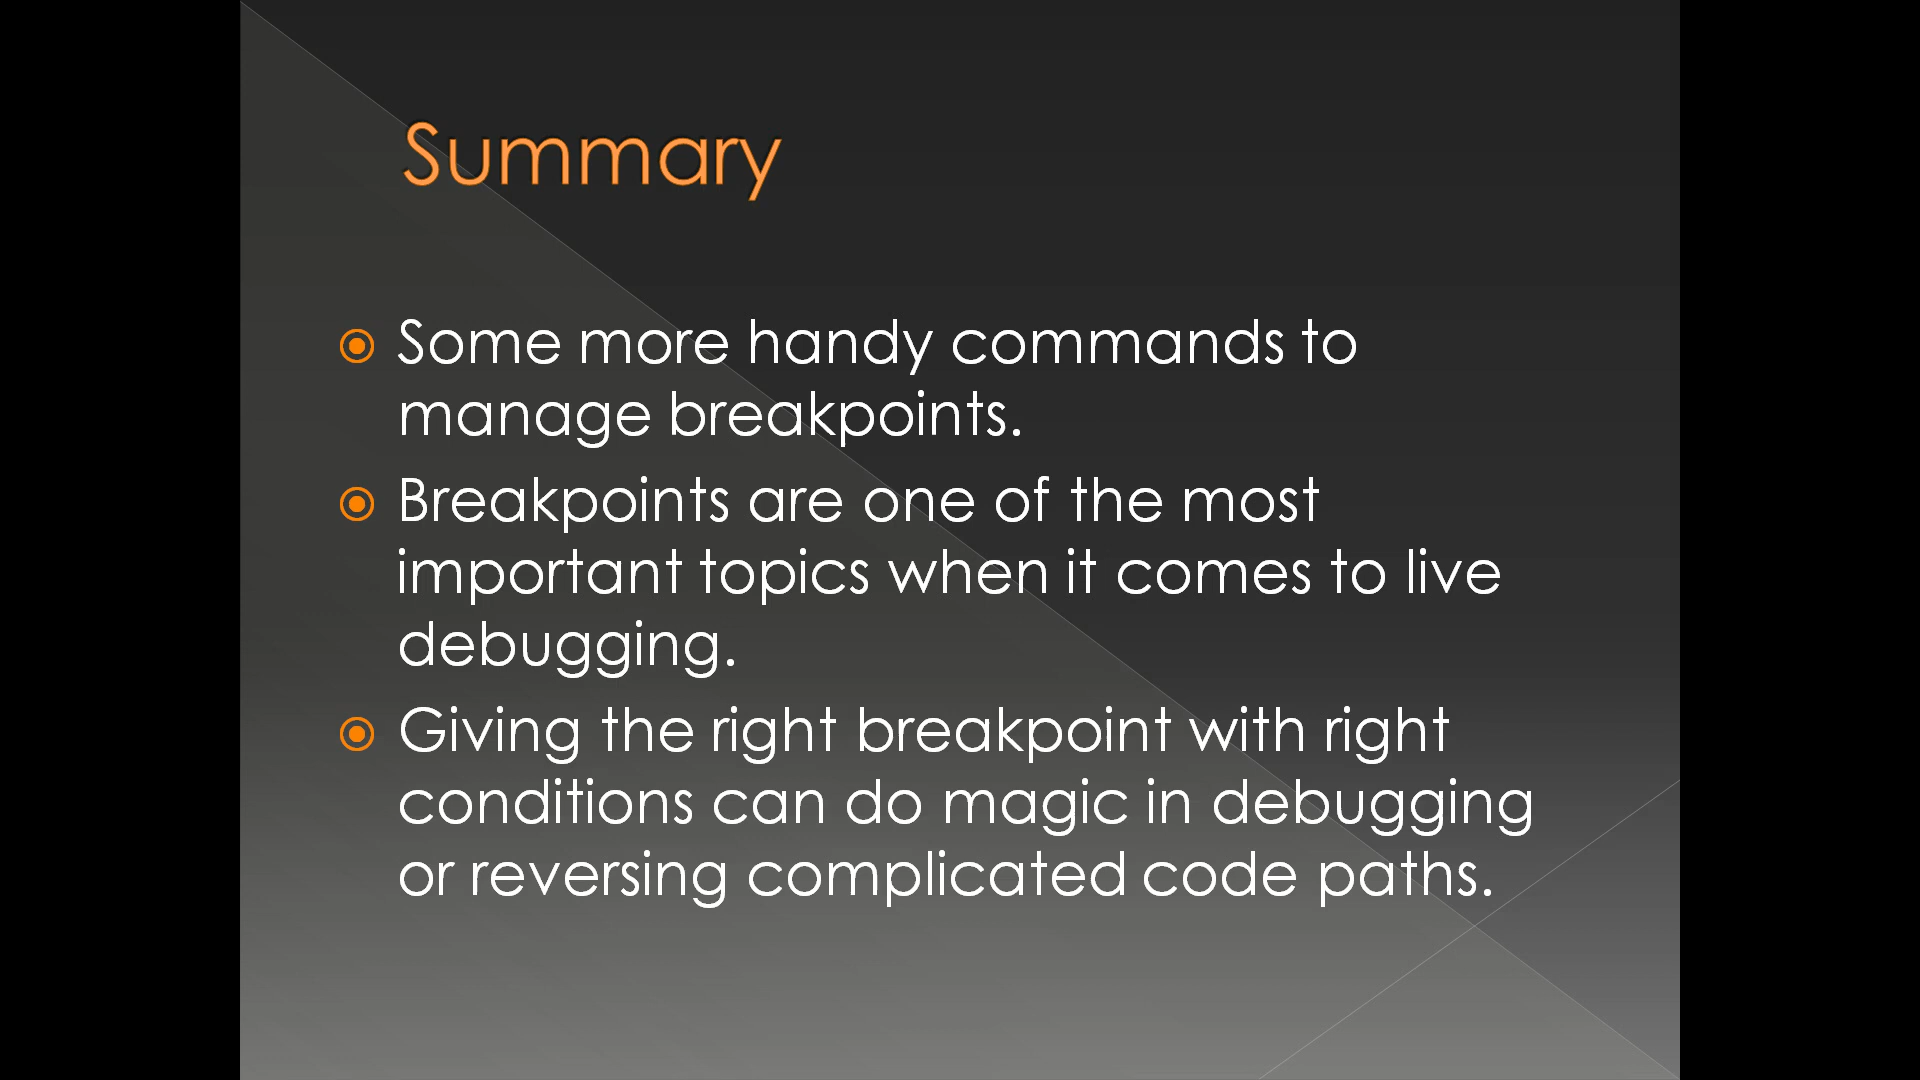 Summary
Some more handy commands to
manage breakpoints.
Breakpoints are one of the most
important topics when it comes to live
debugging.
Giving the right breakpoint with right
conditions can do magic in debugging
or reversing complicated code paths.